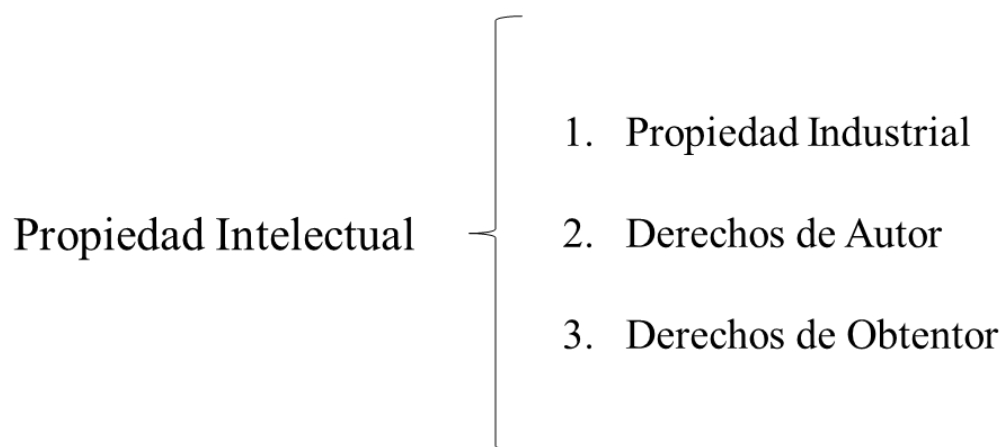 1. Propiedad Industrial
Propiedad Intelectual
2. Derechos de Autor
3. Derechos de Obtentor